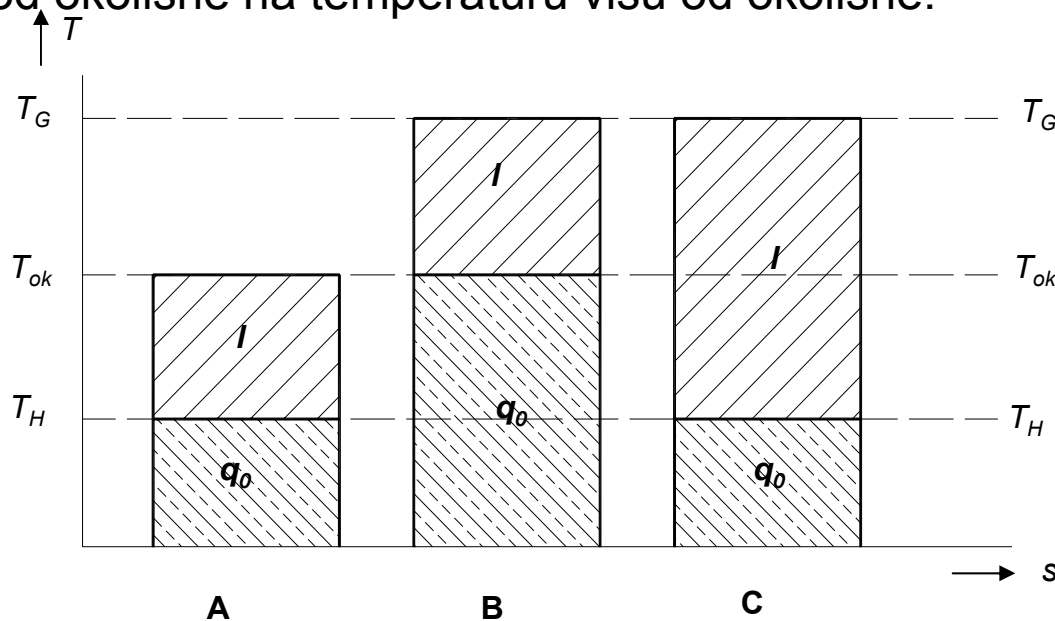 od okolišne na temperaturu višu od okolišne.
T
T_G T_G
l l
T_ok l T_ok
l
T_H q_0 T_H
q_0 q_0
s
A B C